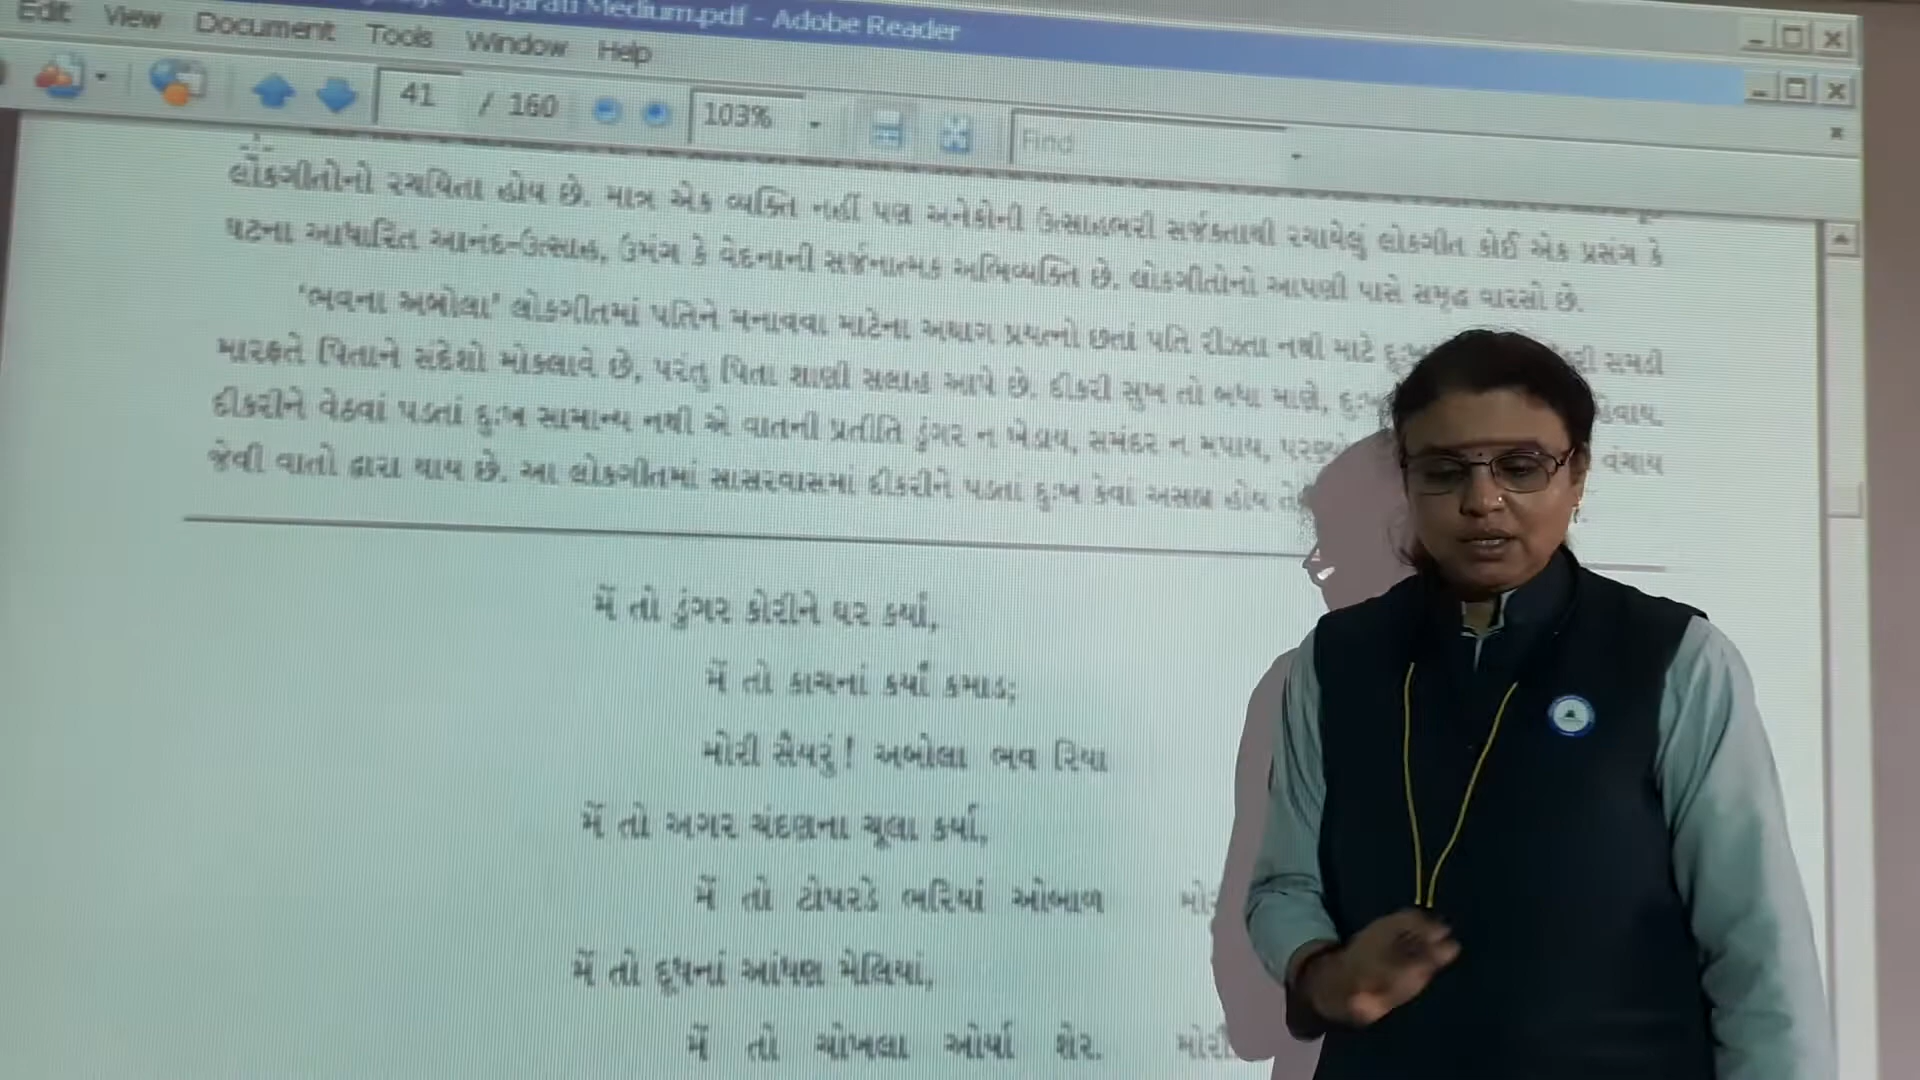 Gujarati Medium.pdf - Adobe Reader
Edit View Document Tools Window Help
41 / 160 103% Find
લોકગીતોનો રચયિતા હોય છે. માત્ર એક વ્યક્તિ નહીં પણ અનેકોની ઉત્સાહભરી સર્જકતાથી રચાયેલું લોકગીત કોઈ એક પ્રસંગ કે
ઘટના આધારિત આનંદ-ઉત્સાહ, ઉમંગ કે વેદનાની સર્જનાત્મક અભિવ્યક્તિ છે. લોકગીતોનો આપણી પાસે સમૃદ્ધ વારસો છે.
'ભવના અબોલા' લોકગીતમાં પતિને મનાવવા માટેના અથાગ પ્રયત્નો છતાં પતિ રીઝતા નથી માટે સમડી
મારફતે પિતાને સંદેશો મોકલાવે છે, પરંતુ પિતા શાણી સલાહ આપે છે. દીકરી સુખ તો બધા માણે,
દીકરીને વેઠવાં પડતાં દુઃખ સામાન્ય નથી એ વાતની પ્રતીતિ ડુંગર ન ખેડાય, સમંદર ન મપાય, વંચાય
જેવી વાતો દ્વારા થાય છે. આ લોકગીતમાં સાસરવાસમાં દીકરીને પડતાં દુઃખ કેવાં અસહ્ય હોય
મેં તો ડુંગર કોરીને ઘર કર્યાં,
મેં તો કાચનાં કર્યાં કમાડ;
મોરી સૈયરું! અબોલા ભવ રિયા
મેં તો અગર ચંદણના ચૂલા કર્યા,
મેં તો ટોપરડે ભરિયાં ઓબાળ
મેં તો દૂધનાં આંધણ મેલિયાં,
મેં તો ચોખલા ઓર્યા શેર. મોરી